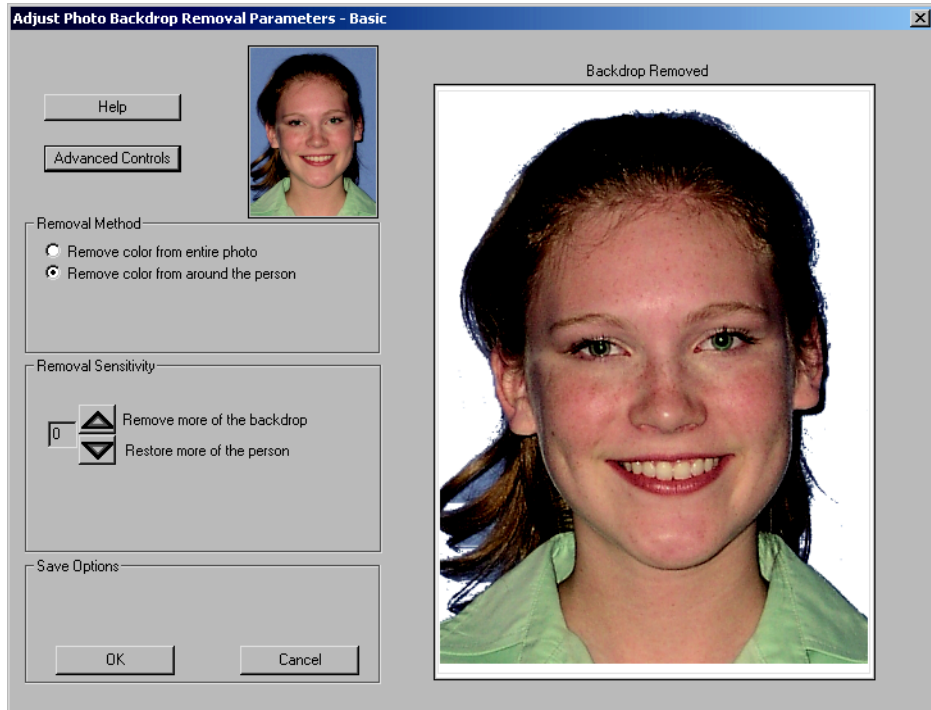 Adjust Photo Backdrop Removal Parameters - Basic
Backdrop Removed
Help
Advanced Controls
Removal Method
Remove color from entire photo
Remove color from around the person
Removal Sensitivity
0
Remove more of the backdrop
Restore more of the person
Save Options
OK
Cancel